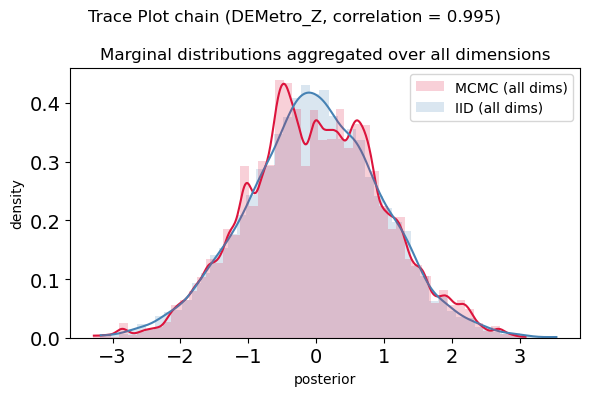 Trace Plot chain (DEMetro_Z, correlation = 0.995)
Marginal distributions aggregated over all dimensions
MCMC (all dims)
IID (all dims)
density
0.4
0.3
0.2
0.1
0.0
−3 −2 −1 0 1 2 3
posterior